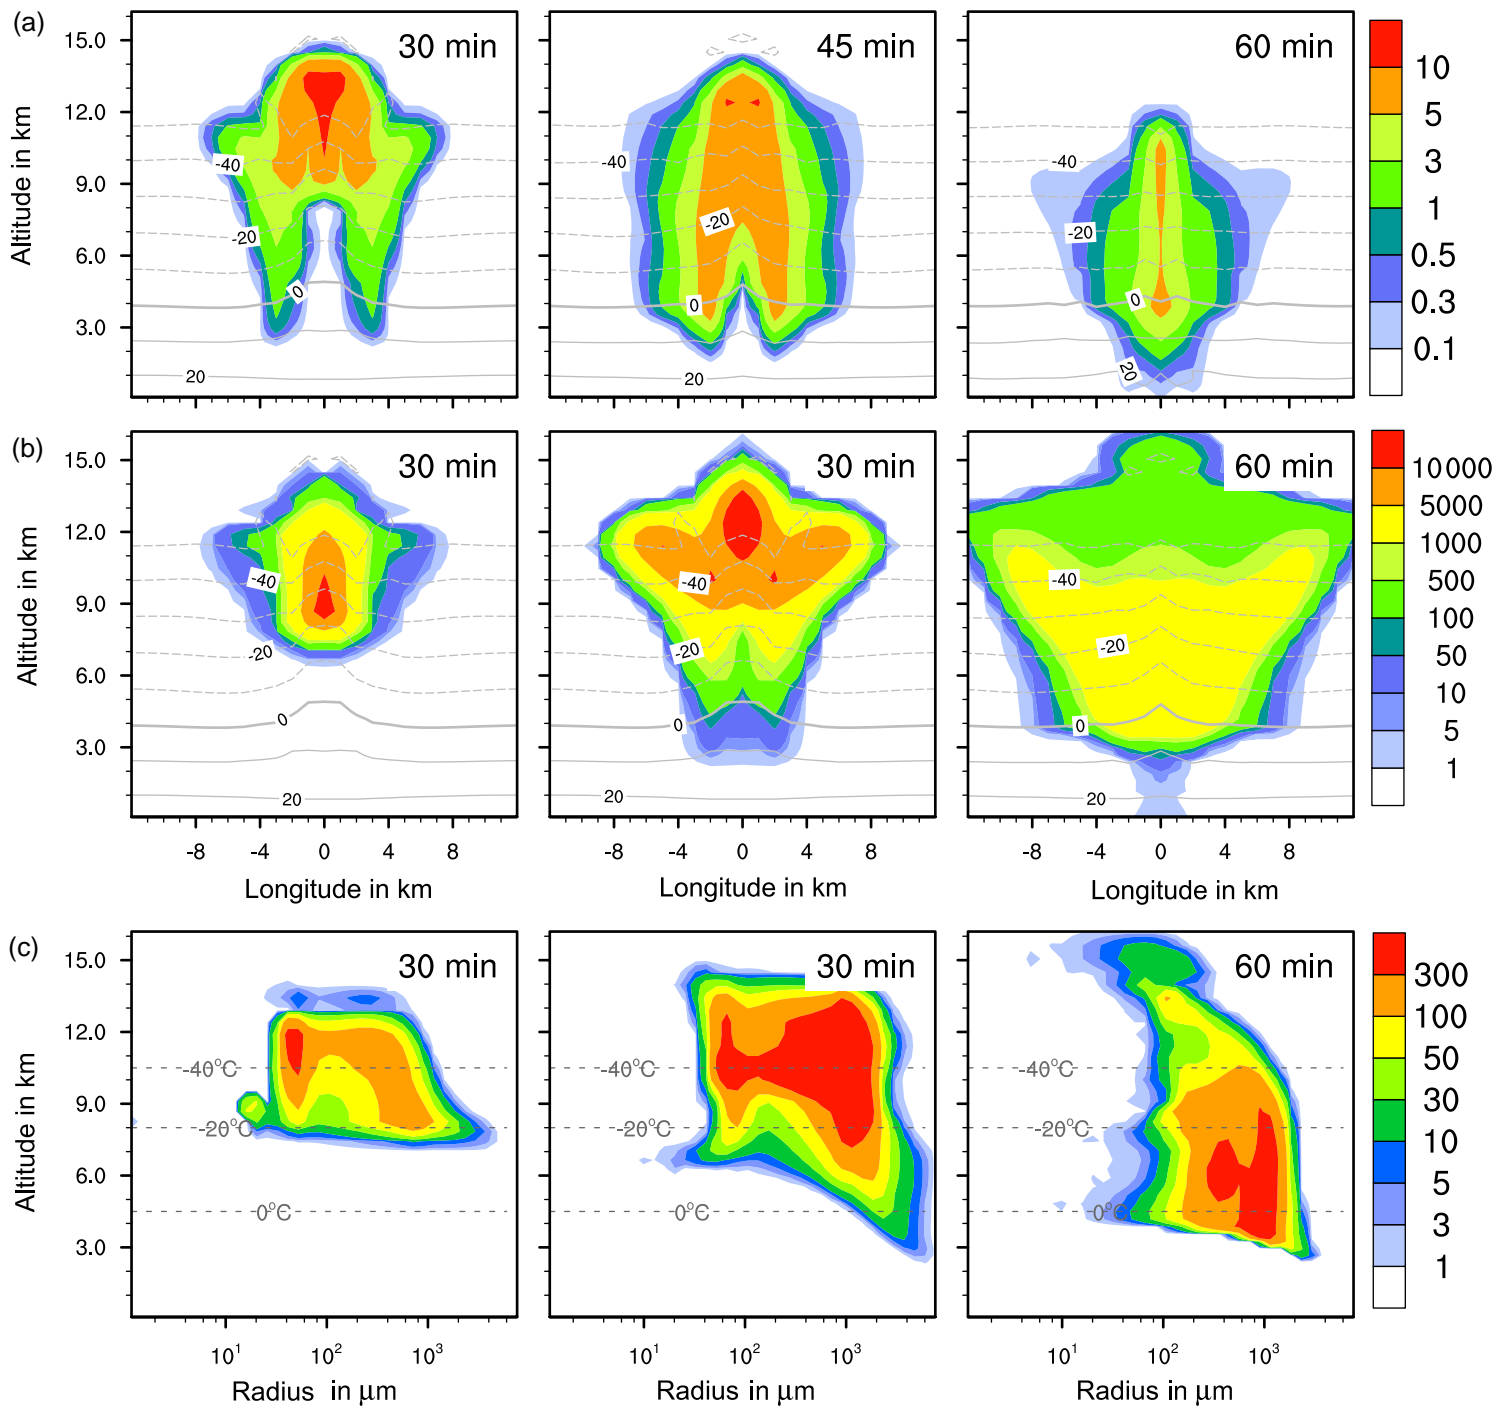 (a)
30 min
45 min
60 min
Altitude in km
15.0
12.0
9.0
6.0
3.0
-40
-20
0
20
-40
-20
0
20
-40
-20
0
20
10
5
3
1
0.5
0.3
0.1
(b)
30 min
30 min
60 min
Altitude in km
15.0
12.0
9.0
6.0
3.0
-40
-20
0
20
-40
-20
0
20
-40
-20
0
20
10000
5000
1000
500
100
50
10
5
1
-8 -4 0 4 8
-8 -4 0 4 8
-8 -4 0 4 8
Longitude in km
Longitude in km
Longitude in km
(c)
30 min
30 min
60 min
Altitude in km
15.0
12.0
9.0
6.0
3.0
-40°C
-20°C
0°C
-40°C
-20°C
0°C
-40°C
-20°C
0°C
300
100
50
30
10
5
3
1
10¹ 10² 10³
10¹ 10² 10³
10¹ 10² 10³
Radius in μm
Radius in μm
Radius in μm